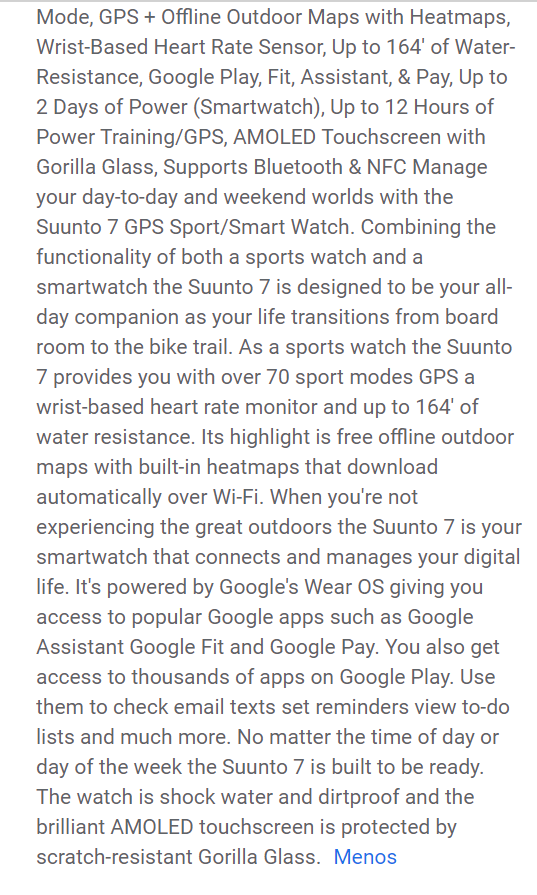 Mode, GPS + Offline Outdoor Maps with Heatmaps,
Wrist-Based Heart Rate Sensor, Up to 164' of Water-
Resistance, Google Play, Fit, Assistant, & Pay, Up to
2 Days of Power (Smartwatch), Up to 12 Hours of
Power Training/GPS, AMOLED Touchscreen with
Gorilla Glass, Supports Bluetooth & NFC Manage
your day-to-day and weekend worlds with the
Suunto 7 GPS Sport/Smart Watch. Combining the
functionality of both a sports watch and a
smartwatch the Suunto 7 is designed to be your all-
day companion as your life transitions from board
room to the bike trail. As a sports watch the Suunto
7 provides you with over 70 sport modes GPS a
wrist-based heart rate monitor and up to 164' of
water resistance. Its highlight is free offline outdoor
maps with built-in heatmaps that download
automatically over Wi-Fi. When you're not
experiencing the great outdoors the Suunto 7 is your
smartwatch that connects and manages your digital
life. It's powered by Google's Wear OS giving you
access to popular Google apps such as Google
Assistant Google Fit and Google Pay. You also get
access to thousands of apps on Google Play. Use
them to check email texts set reminders view to-do
lists and much more. No matter the time of day or
day of the week the Suunto 7 is built to be ready.
The watch is shock water and dirtproof and the
brilliant AMOLED touchscreen is protected by
scratch-resistant Gorilla Glass. Menos